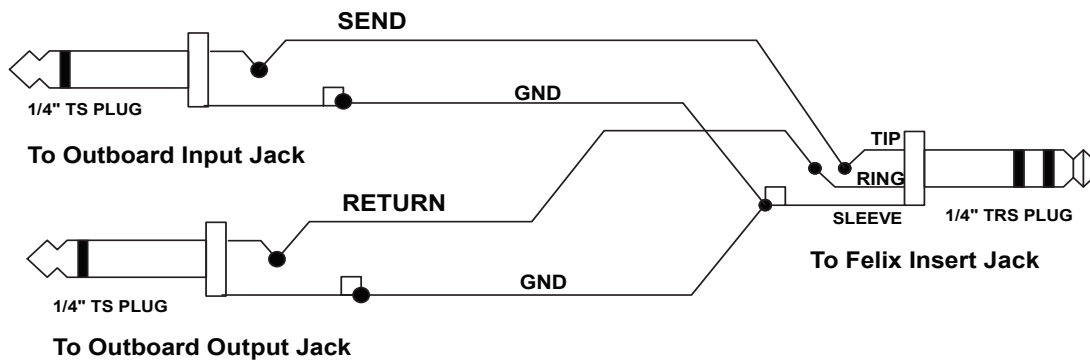 SEND
GND
1/4" TS PLUG
To Outboard Input Jack
TIP
RING
SLEEVE
1/4" TRS PLUG
To Felix Insert Jack
RETURN
GND
1/4" TS PLUG
To Outboard Output Jack